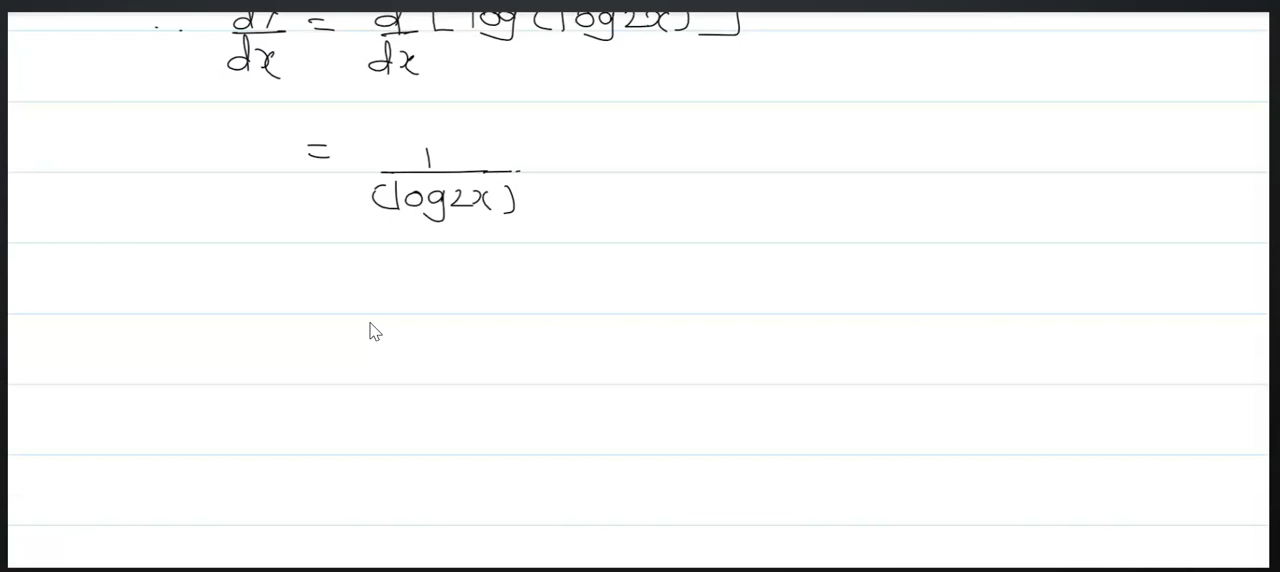 ∴ dy/dx = d/dx [ log (log2x) ]
= 1/(log2x)